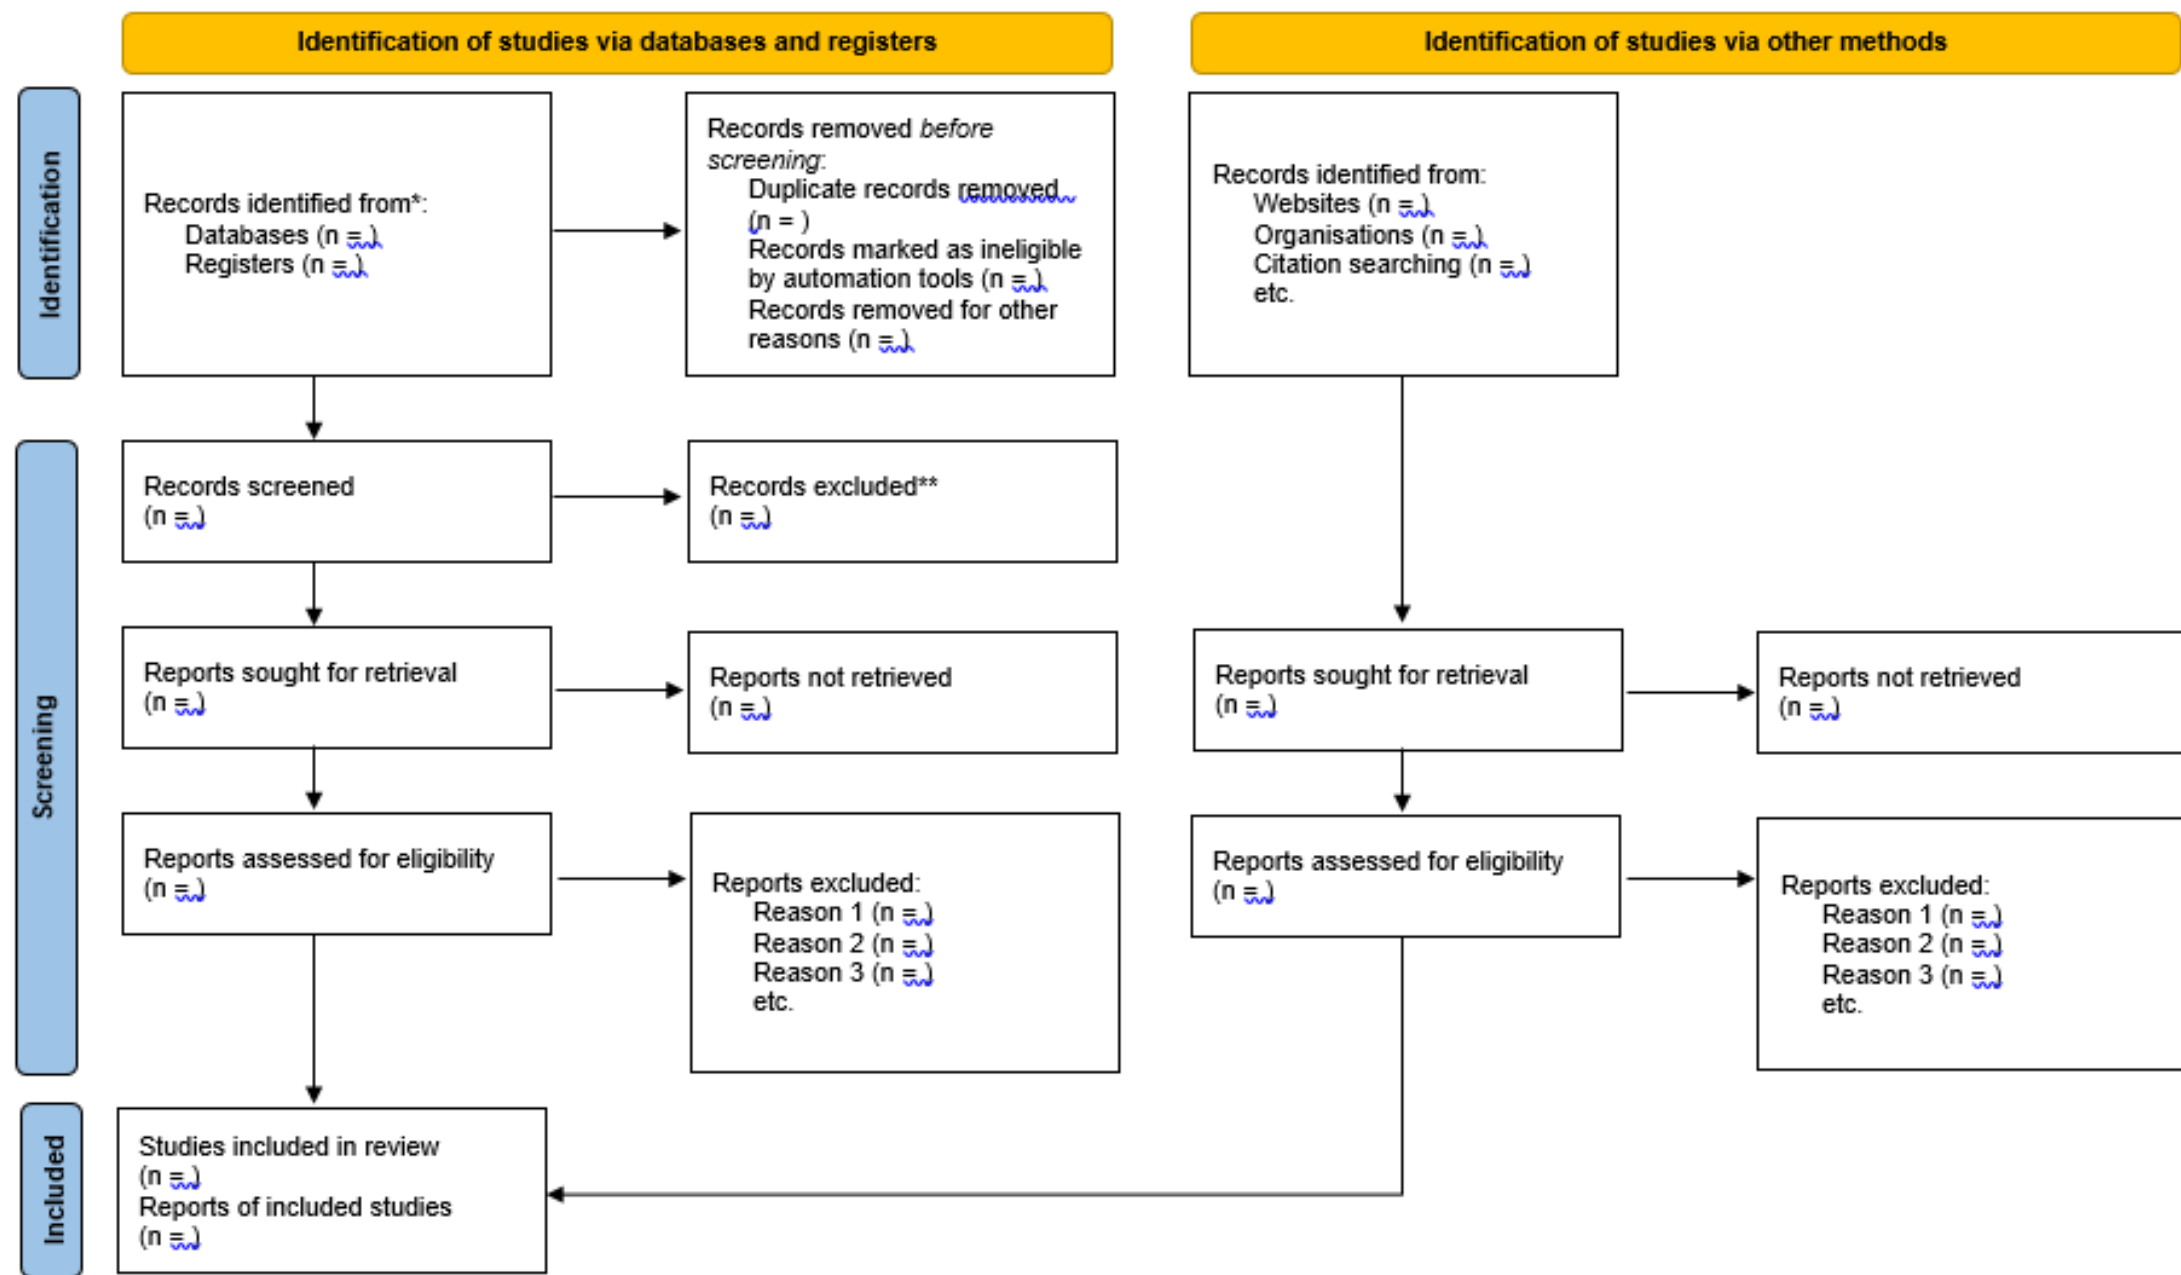 Identification of studies via databases and registers
Identification of studies via other methods
Identification
Records identified from*:
Databases (n = )
Registers (n = )
Records removed before
screening:
Duplicate records removed
(n = )
Records marked as ineligible
by automation tools (n = )
Records removed for other
reasons (n = )
Records identified from:
Websites (n = )
Organisations (n = )
Citation searching (n = )
etc.
Screening
Records screened
(n = )
Records excluded**
(n = )
Reports sought for retrieval
(n = )
Reports not retrieved
(n = )
Reports sought for retrieval
(n = )
Reports not retrieved
(n = )
Reports assessed for eligibility
(n = )
Reports excluded:
Reason 1 (n = )
Reason 2 (n = )
Reason 3 (n = )
etc.
Reports assessed for eligibility
(n = )
Reports excluded:
Reason 1 (n = )
Reason 2 (n = )
Reason 3 (n = )
etc.
Included
Studies included in review
(n = )
Reports of included studies
(n = )